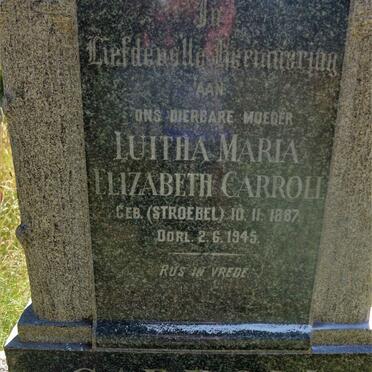 In
Liefdevolle Herinnering
AAN
ONS DIERBARE MOEDER
LUITHA MARIA
ELIZABETH CARROLL
GEB. (STROEBEL) 10. 11. 1887.
OORL. 2. 6. 1945.
RUS IN VREDE